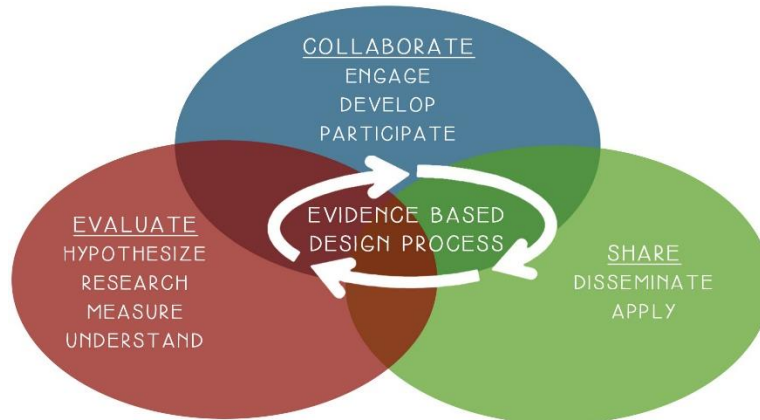 COLLABORATE
ENGAGE
DEVELOP
PARTICIPATE
EVALUATE
HYPOTHESIZE
RESEARCH
MEASURE
UNDERSTAND
EVIDENCE BASED
DESIGN PROCESS
SHARE
DISSEMINATE
APPLY